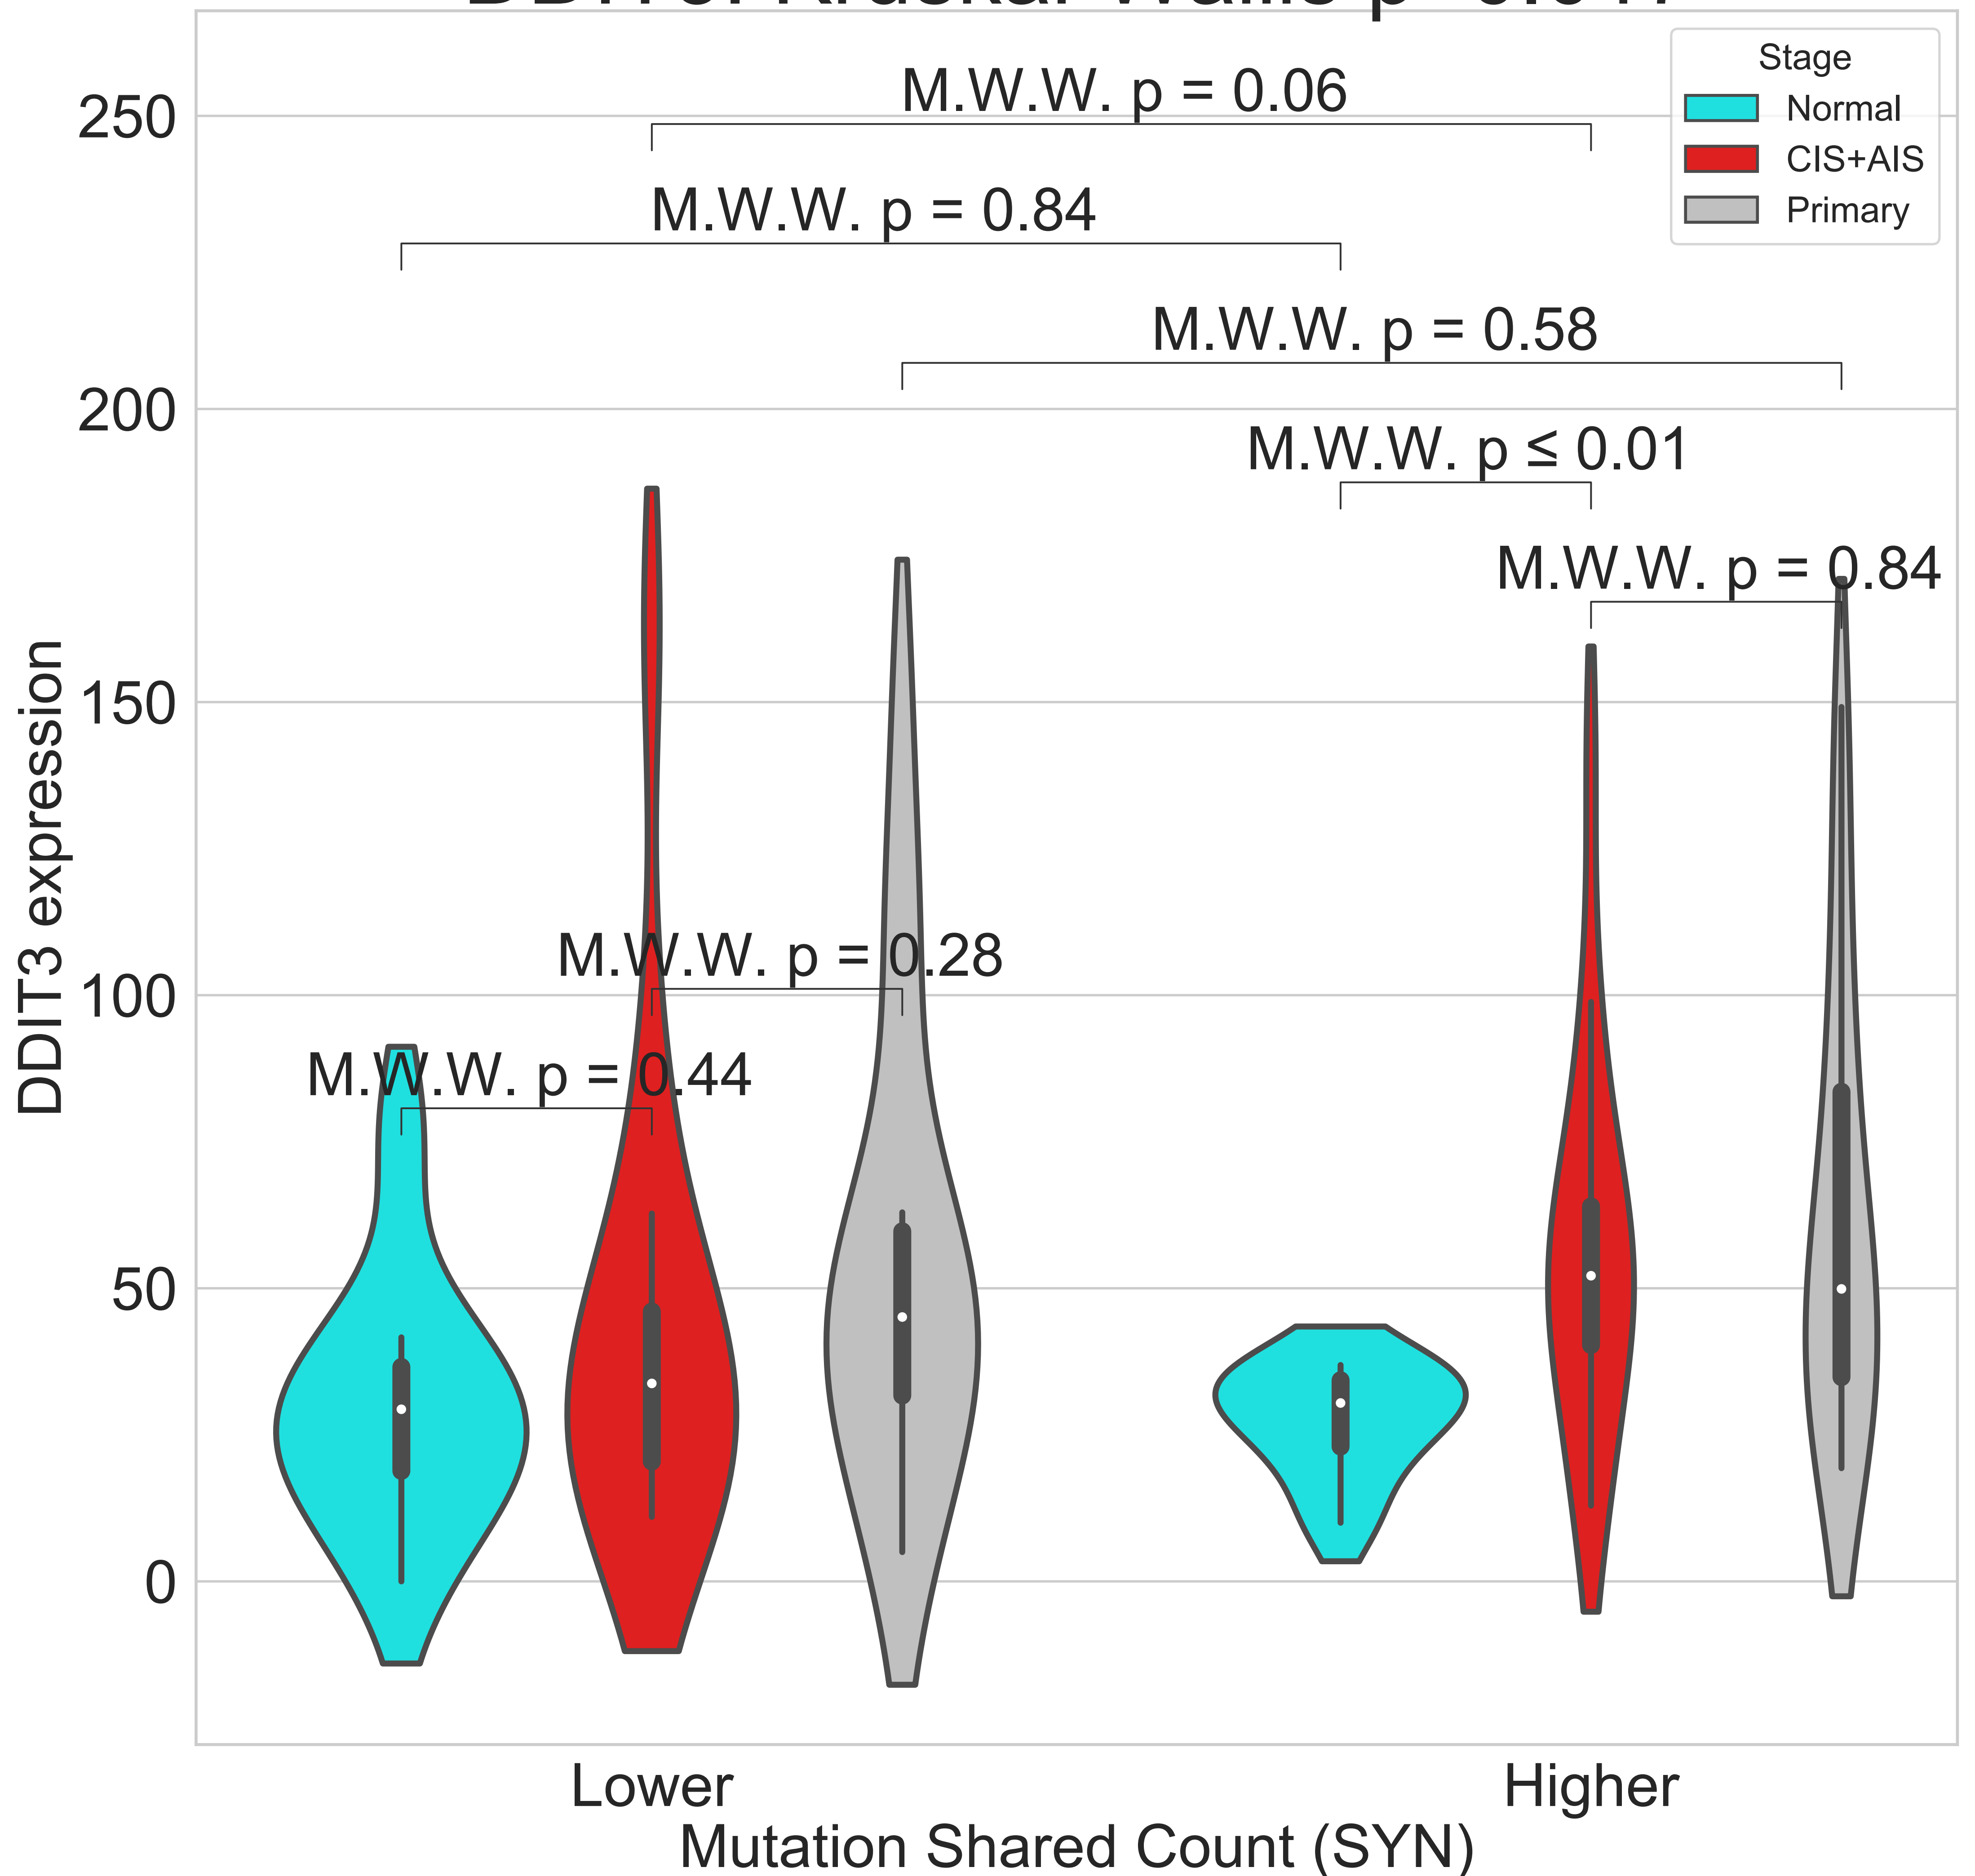 Stage
Normal
CIS+AIS
Primary
M.W.W. p = 0.06
M.W.W. p = 0.84
M.W.W. p = 0.58
M.W.W. p ≤ 0.01
M.W.W. p = 0.84
M.W.W. p = 0.28
M.W.W. p = 0.44
DDIT3 expression
250
200
150
100
50
0
Lower
Higher
Mutation Shared Count (SYN)